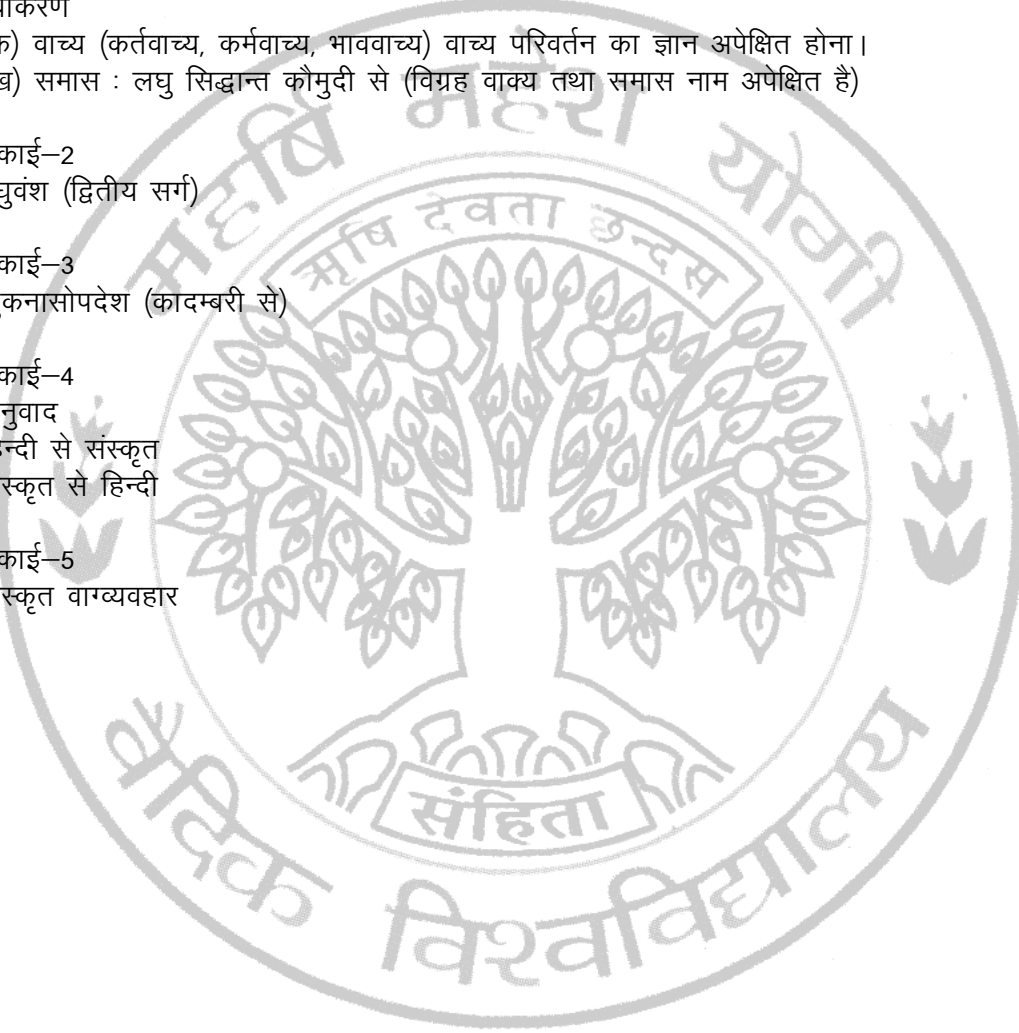 व्याकरण
क) वाच्य (कर्तवाच्य, कर्मवाच्य, भाववाच्य) वाच्य परिवर्तन का ज्ञान अपेक्षित होना।
ख) समास : लघु सिद्धान्त कौमुदी से (विग्रह वाक्य तथा समास नाम अपेक्षित है)
काई–2
घुवंश (द्वितीय सर्ग)
काई–3
ुकनासोपदेश (कादम्बरी से)
काई–4
नुवाद
हिन्दी से संस्कृत
संस्कृत से हिन्दी
काई–5
संस्कृत वाग्व्यवहार
महर्षि महेश योगी
ऋषि देवता छन्दस
संहिता
वैदिक विश्वविद्यालय